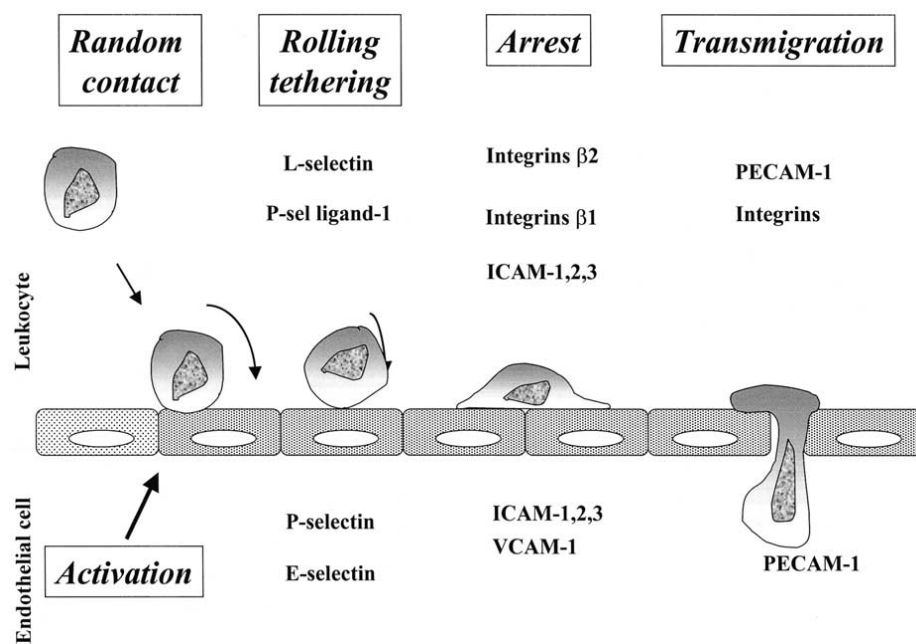 Random
contact
Rolling
tethering
Arrest
Transmigration
L-selectin
P-sel ligand-1
Integrins β2
Integrins β1
ICAM-1,2,3
PECAM-1
Integrins
Leukocyte
Endothelial cell
Activation
P-selectin
E-selectin
ICAM-1,2,3
VCAM-1
PECAM-1